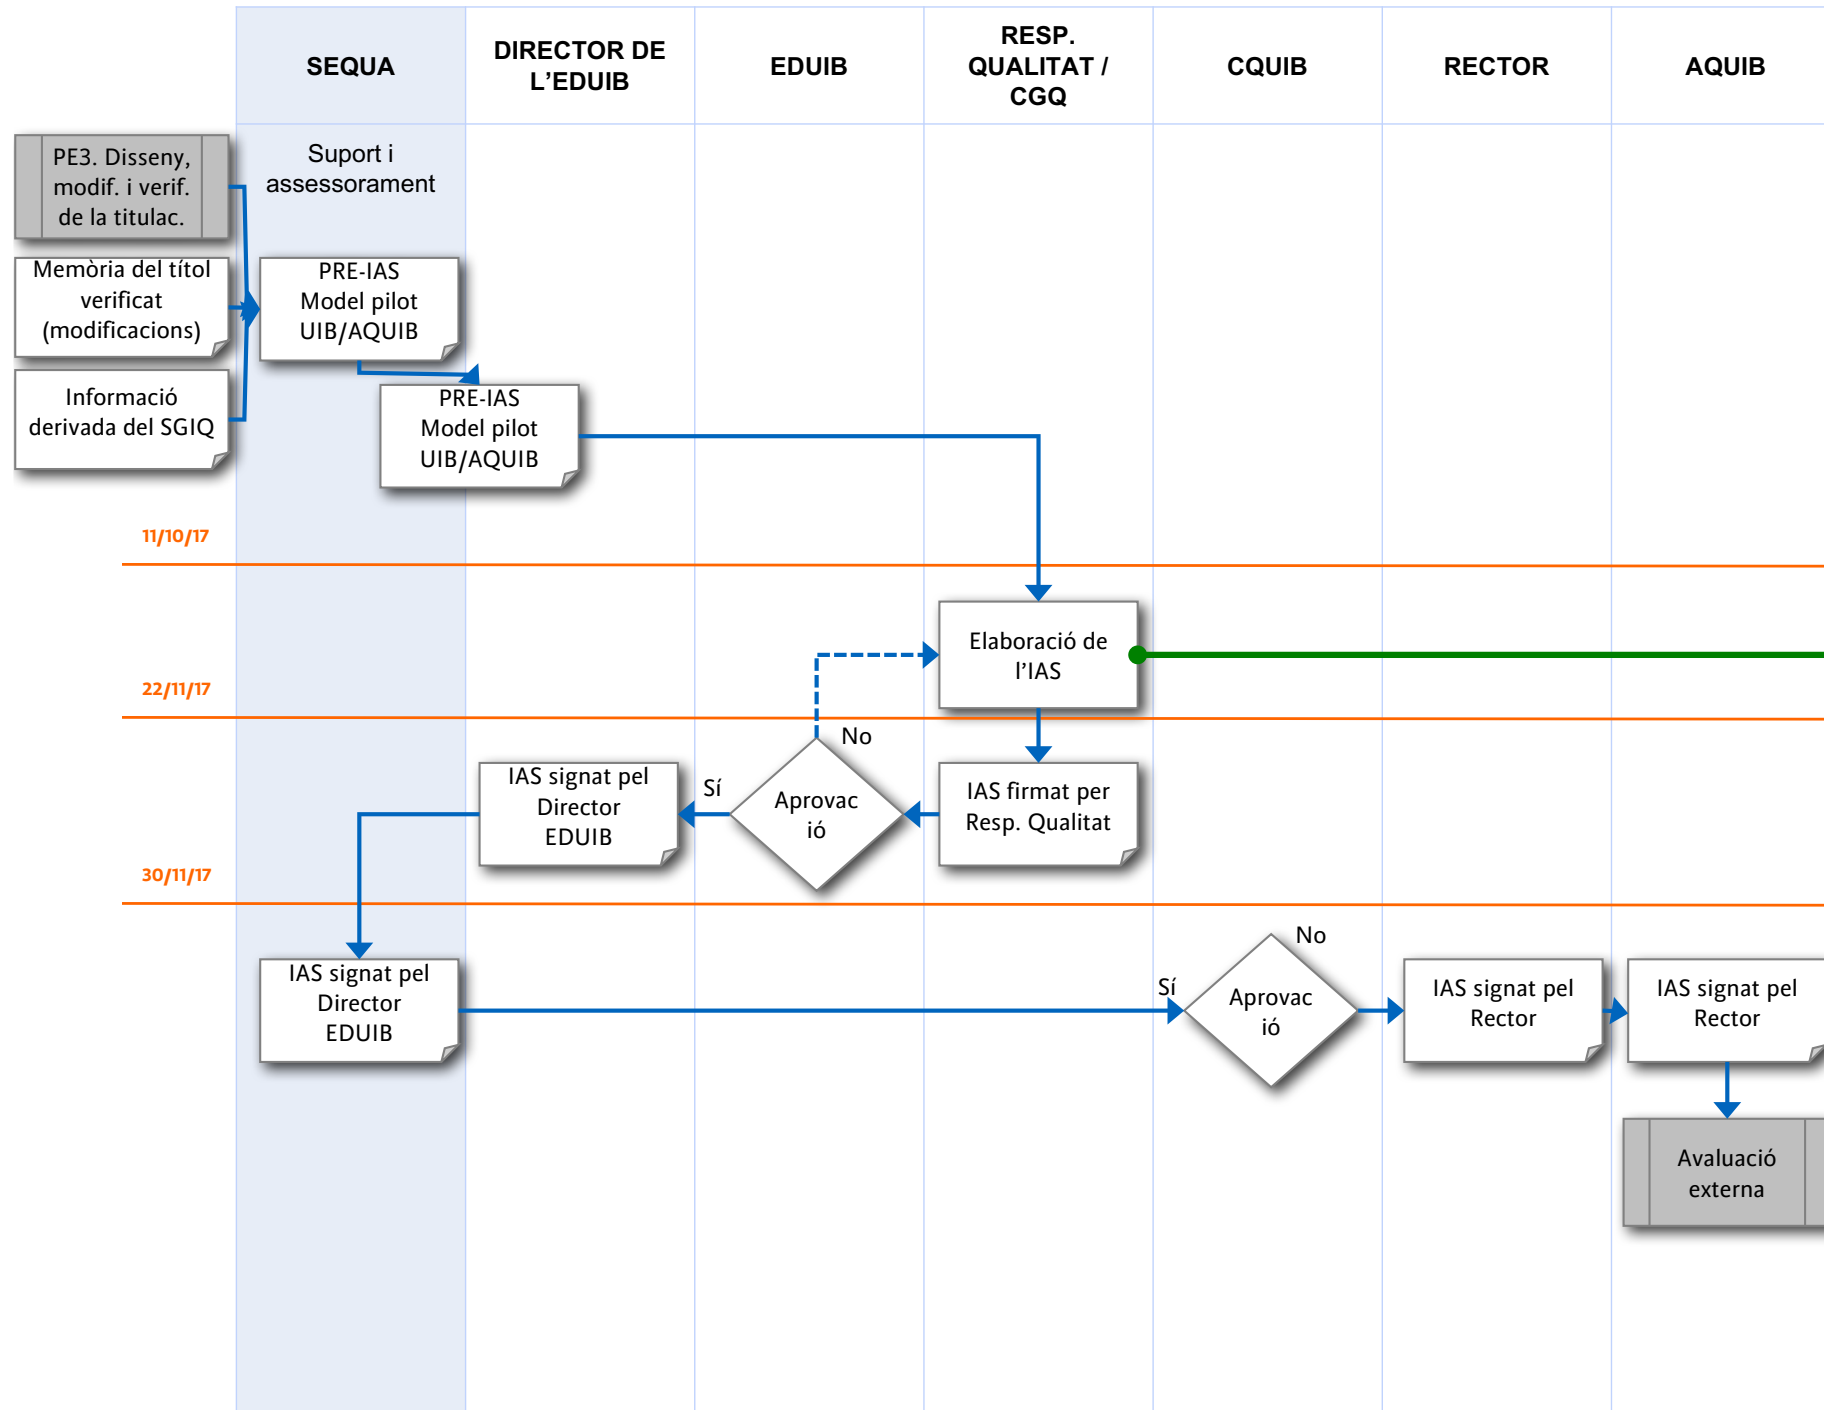 SEQUA
DIRECTOR DE
L'EDUIB
EDUIB
RESP.
QUALITAT /
CGQ
CQUIB
RECTOR
AQUIB
PE3. Disseny,
modif. i verif.
de la titulac.
Suport i
assessorament
Memòria del títol
verificat
(modificacions)
PRE-IAS
Model pilot
UIB/AQUIB
Informació
derivada del SGIQ
PRE-IAS
Model pilot
UIB/AQUIB
11/10/17
Elaboració de
l'IAS
22/11/17
No
IAS signat pel
Director
EDUIB
Sí
Aprovac
ió
IAS firmat per
Resp. Qualitat
30/11/17
IAS signat pel
Director
EDUIB
Sí
No
Aprovac
ió
IAS signat pel
Rector
IAS signat pel
Rector
Avaluació
externa